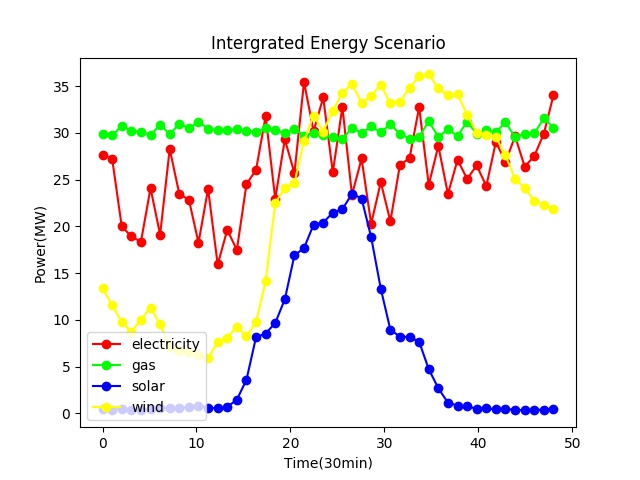 Intergrated Energy Scenario
Power(MW)
35
30
25
20
15
10
5
0
electricity
gas
solar
wind
0 10 20 30 40 50
Time(30min)